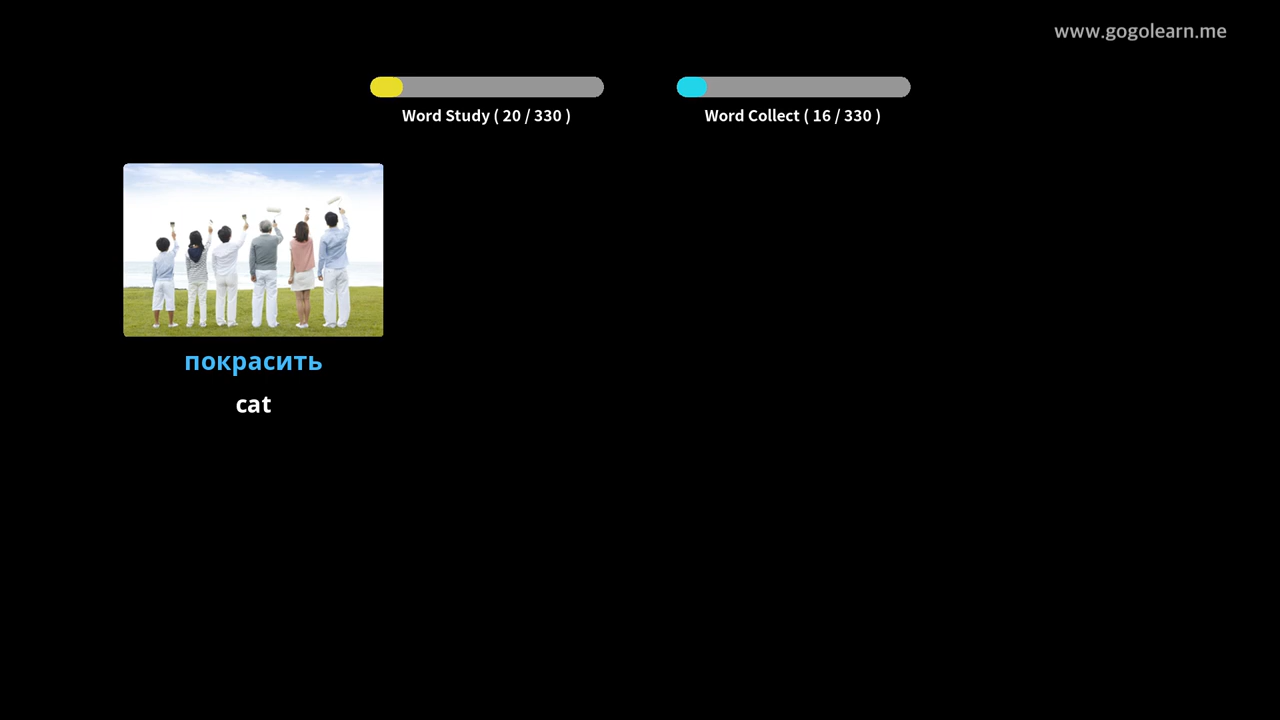 www.gogolearn.me
Word Study ( 20 / 330 )
Word Collect ( 16 / 330 )
покрасить
cat